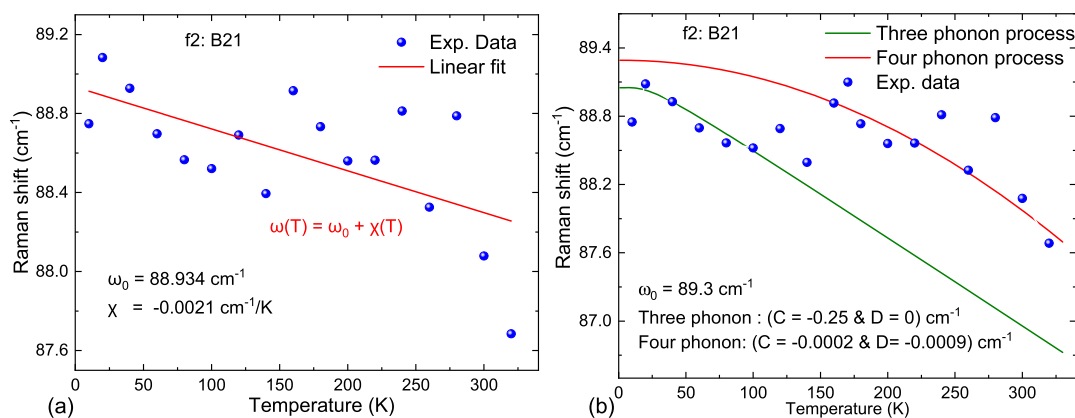 f2: B21
Exp. Data
Linear fit
89.2
88.8
88.4
88.0
87.6
Raman shift (cm⁻¹)
ω(T) = ω₀ + χ(T)
ω₀ = 88.934 cm⁻¹
χ = -0.0021 cm⁻¹/K
0 50 100 150 200 250 300
Temperature (K)
(a)
f2: B21
Three phonon process
Four phonon process
Exp. data
89.4
88.8
88.2
87.6
87.0
Raman shift (cm⁻¹)
ω₀ = 89.3 cm⁻¹
Three phonon : (C = -0.25 & D = 0) cm⁻¹
Four phonon: (C = -0.0002 & D= -0.0009) cm⁻¹
0 50 100 150 200 250 300
Temperature (K)
(b)